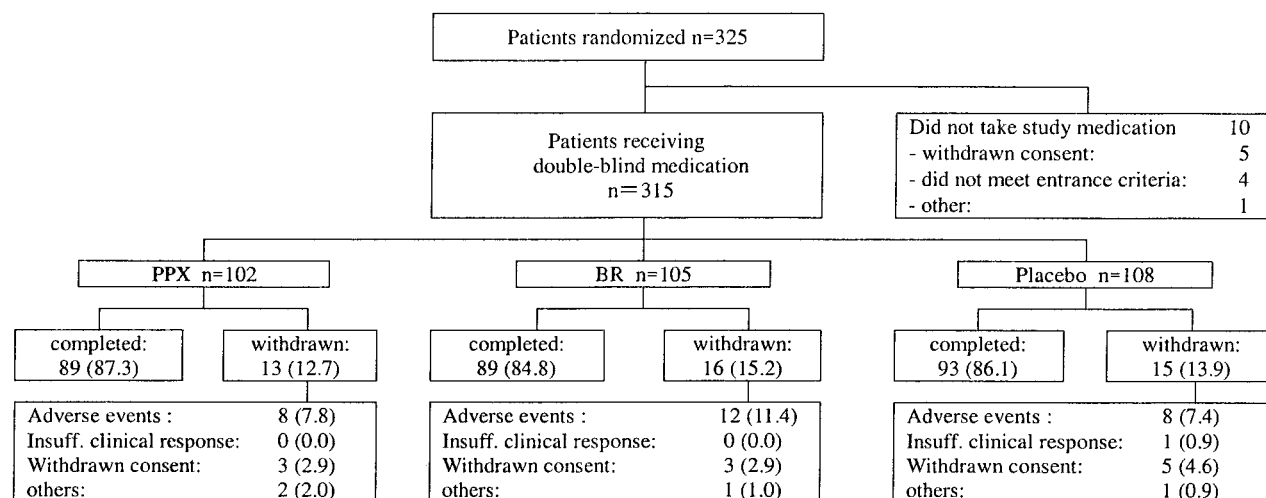 Patients randomized n=325
Patients receiving
double-blind medication
n=315
Did not take study medication 10
- withdrawn consent: 5
- did not meet entrance criteria: 4
- other: 1
PPX n=102
BR n=105
Placebo n=108
completed:
89 (87.3)
withdrawn:
13 (12.7)
completed:
89 (84.8)
withdrawn:
16 (15.2)
completed:
93 (86.1)
withdrawn:
15 (13.9)
Adverse events : 8 (7.8)
Insuff. clinical response: 0 (0.0)
Withdrawn consent: 3 (2.9)
others: 2 (2.0)
Adverse events : 12 (11.4)
Insuff. clinical response: 0 (0.0)
Withdrawn consent: 3 (2.9)
others: 1 (1.0)
Adverse events : 8 (7.4)
Insuff. clinical response: 1 (0.9)
Withdrawn consent: 5 (4.6)
others: 1 (0.9)